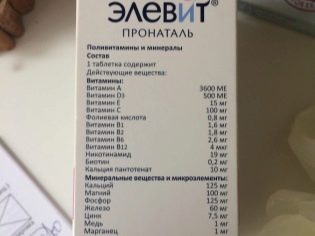 ЭЛЕВИТ®
ПРОНАТАЛЬ
Поливитамины и минералы
Состав
1 таблетка содержит
Действующие вещества:
Витамины:
Витамин А 3600 МЕ
Витамин D3 500 МЕ
Витамин Е 15 мг
Витамин С 100 мг
Фолиевая кислота 0,8 мг
Витамин В1 1,6 мг
Витамин В2 1,8 мг
Витамин В6 2,6 мг
Витамин В12 4 мкг
Никотинамид 19 мг
Биотин 0,2 мг
Кальция пантотенат 10 мг
Минеральные вещества и микроэлементы:
Кальций 125 мг
Магний 100 мг
Фосфор 125 мг
Железо 60 мг
Цинк 7,5 мг
Медь 1 мг
Марганец 1 мг